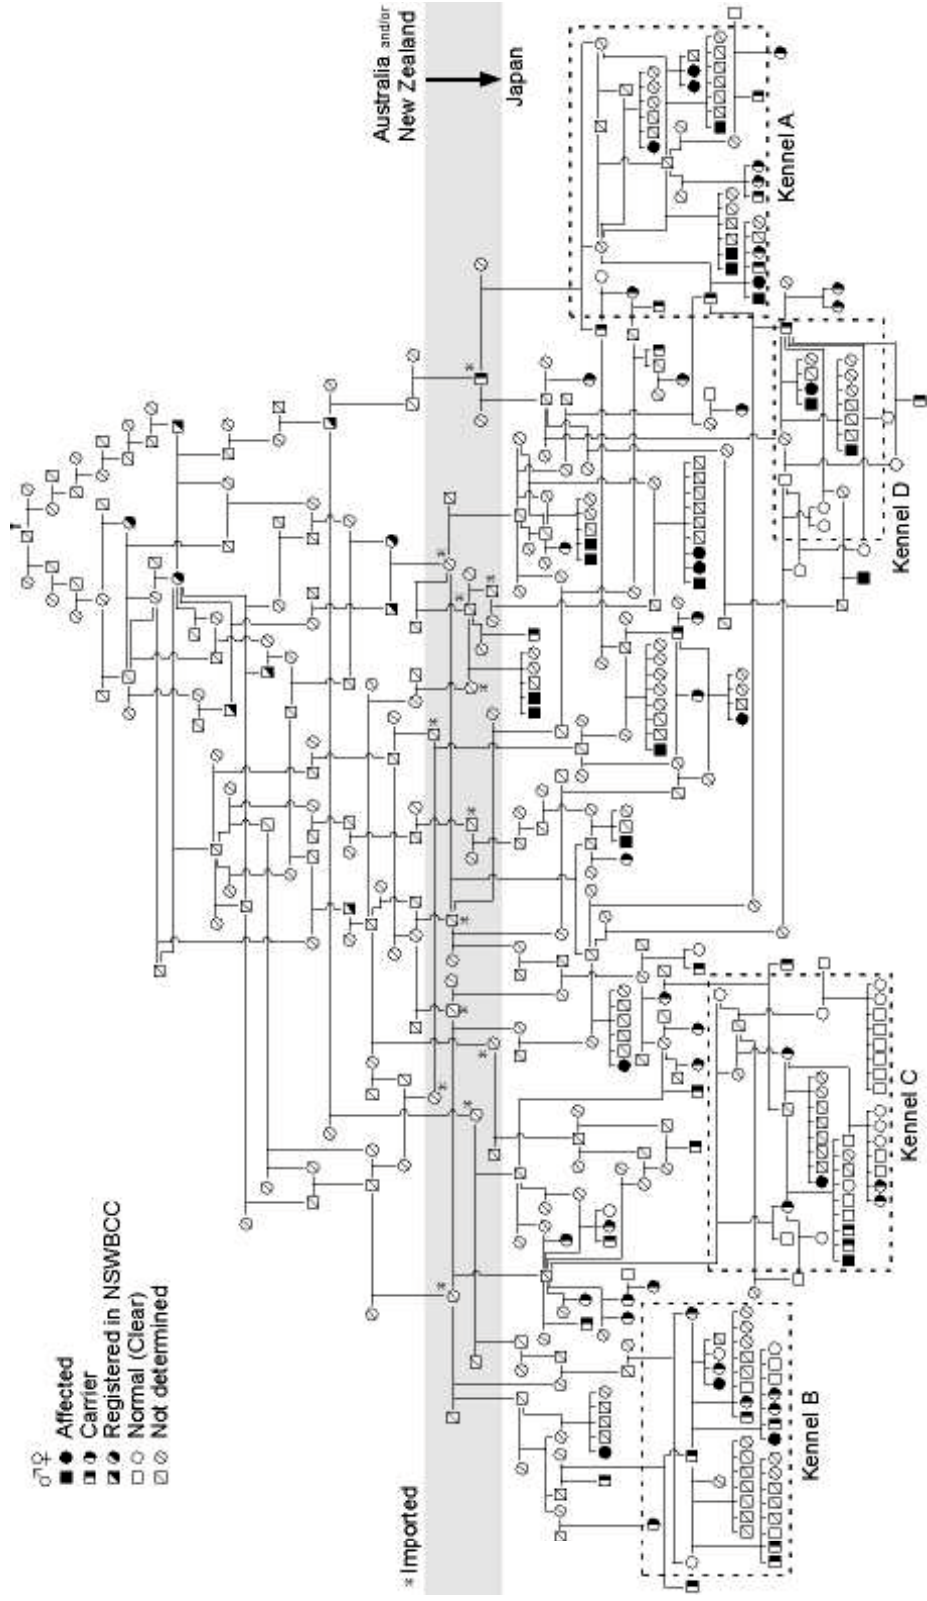 ♂♀
Affected
Carrier
Registered in NSWBCC
Normal (Clear)
Not determined
* Imported
Australia and/or
New Zealand
Japan
Kennel B
Kennel C
Kennel D
Kennel A